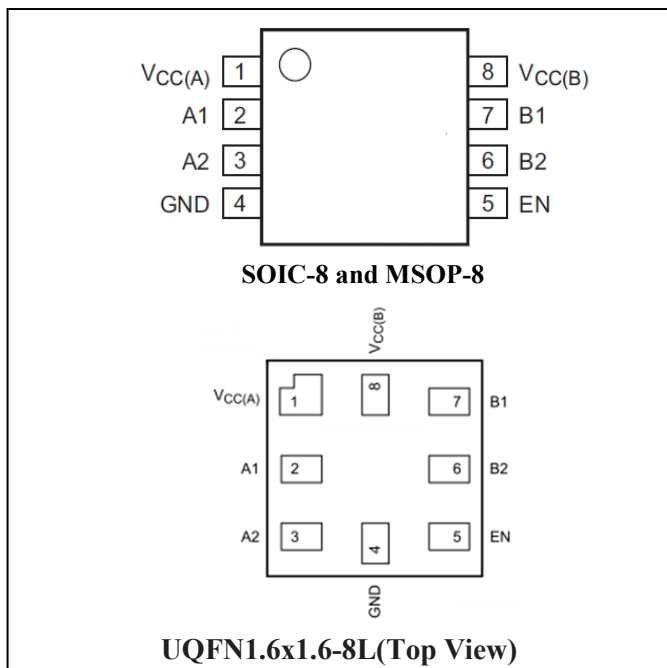 VCC(A) 1 8 VCC(B)
A1 2 7 B1
A2 3 6 B2
GND 4 5 EN
SOIC-8 and MSOP-8
VCC(B)
VCC(A) 1 8 7 B1
A1 2 6 B2
A2 3 4 5 EN
GND
UQFN1.6x1.6-8L(Top View)